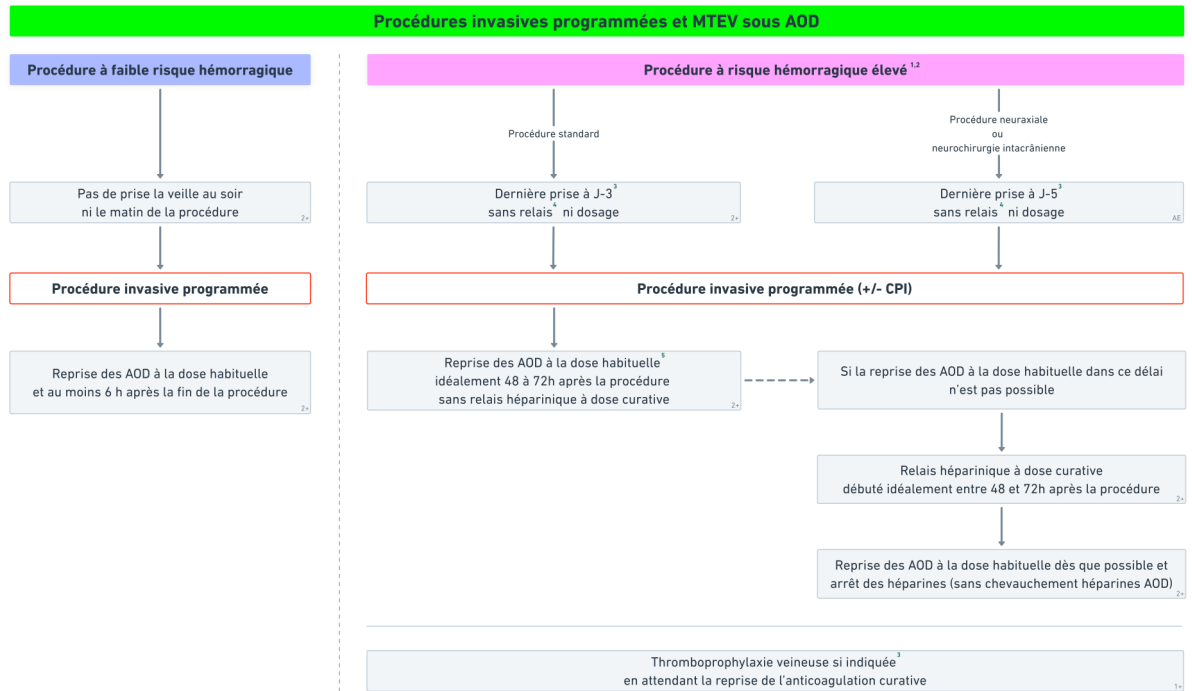 Procédures invasives programmées et MTEV sous AOD
Procédure à faible risque hémorragique
Pas de prise la veille au soir
ni le matin de la procédure
2+
Procédure invasive programmée
Reprise des AOD à la dose habituelle
et au moins 6 h après la fin de la procédure
2+
Procédure à risque hémorragique élevé 1,2
Procédure standard
Procédure neuraxiale
ou
neurochirurgie intacrânienne
Dernière prise à J-3 3
sans relais 4 ni dosage
2+
Dernière prise à J-5 3
sans relais 4 ni dosage
AE
Procédure invasive programmée (+/- CPI)
Reprise des AOD à la dose habituelle 5
idéalement 48 à 72h après la procédure
sans relais héparinique à dose curative
2+
Si la reprise des AOD à la dose habituelle dans ce délai
n'est pas possible
Relais héparinique à dose curative
débuté idéalement entre 48 et 72h après la procédure
2+
Reprise des AOD à la dose habituelle dès que possible et
arrêt des héparines (sans chevauchement héparines AOD)
2+
Thromboprophylaxie veineuse si indiquée 3
en attendant la reprise de l'anticoagulation curative
1+